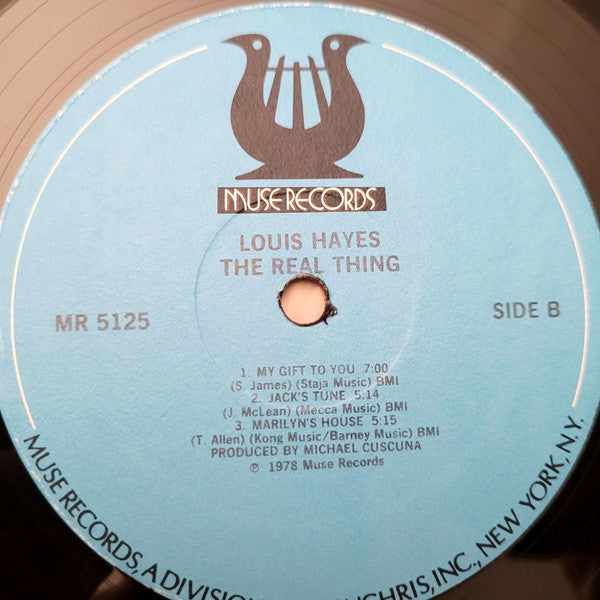 MUSE RECORDS
LOUIS HAYES
THE REAL THING
MR 5125
SIDE B
1. MY GIFT TO YOU 7:00
(S. James) (Staja Music) BMI
2. JACK'S TUNE 5:14
(J. McLean) (Mecca Music) BMI
3. MARILYN'S HOUSE 5:15
(T. Allen) (Kong Music/Barney Music) BMI
PRODUCED BY MICHAEL CUSCUNA
℗ 1978 Muse Records
MUSE RECORDS, A DIVISION INC., NEW YORK, N.Y.